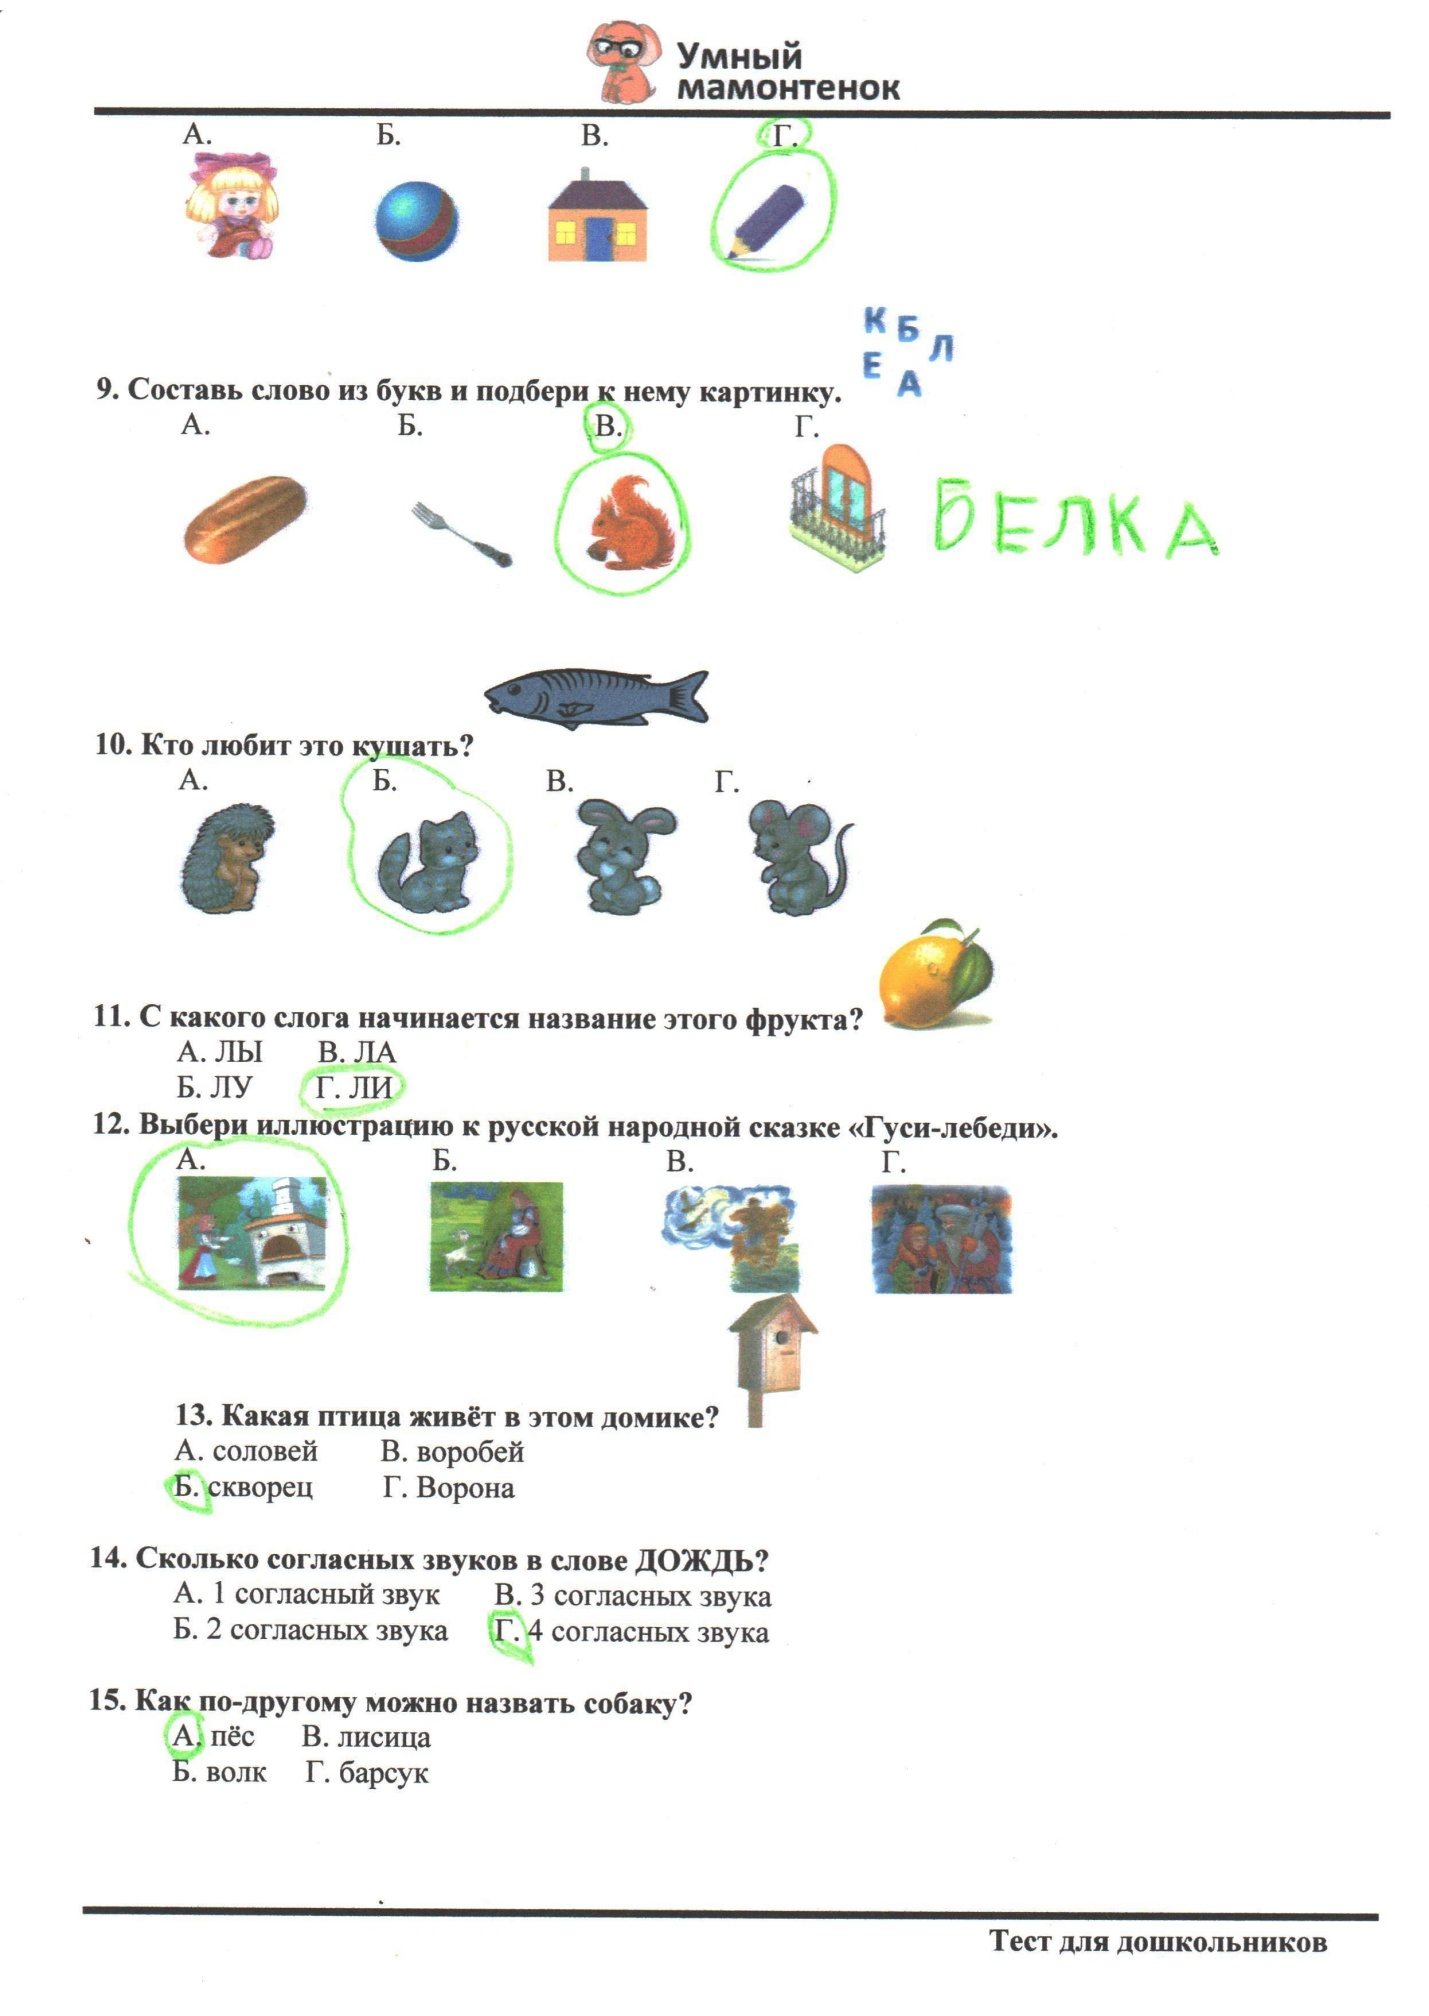 Умный
мамонтенок
А. Б. В. Г.
К Б Л
Е А
9. Составь слово из букв и подбери к нему картинку.
А. Б. В. Г.
БЕЛКА
10. Кто любит это кушать?
А. Б. В. Г.
11. С какого слога начинается название этого фрукта?
А. ЛЫ В. ЛА
Б. ЛУ Г. ЛИ
12. Выбери иллюстрацию к русской народной сказке «Гуси-лебеди».
А. Б. В. Г.
13. Какая птица живёт в этом домике?
А. соловей В. воробей
Б. скворец Г. Ворона
14. Сколько согласных звуков в слове ДОЖДЬ?
А. 1 согласный звук В. 3 согласных звука
Б. 2 согласных звука Г. 4 согласных звука
15. Как по-другому можно назвать собаку?
А. пёс В. лисица
Б. волк Г. барсук
Тест для дошкольников